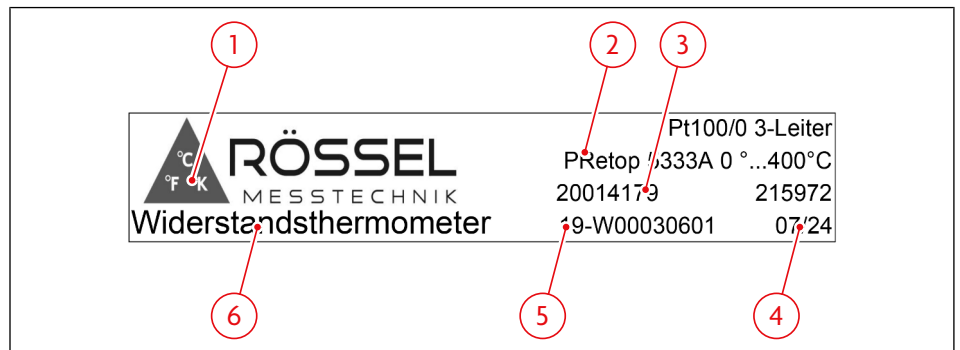 1
2
3
Pt100/0 3-Leiter
°C
°F °K
RÖSSEL
PRetop 5333A 0 °...400°C
MESSTECHNIK
20014179
215972
Widerstandsthermometer
19-W00030601
07/24
6
5
4